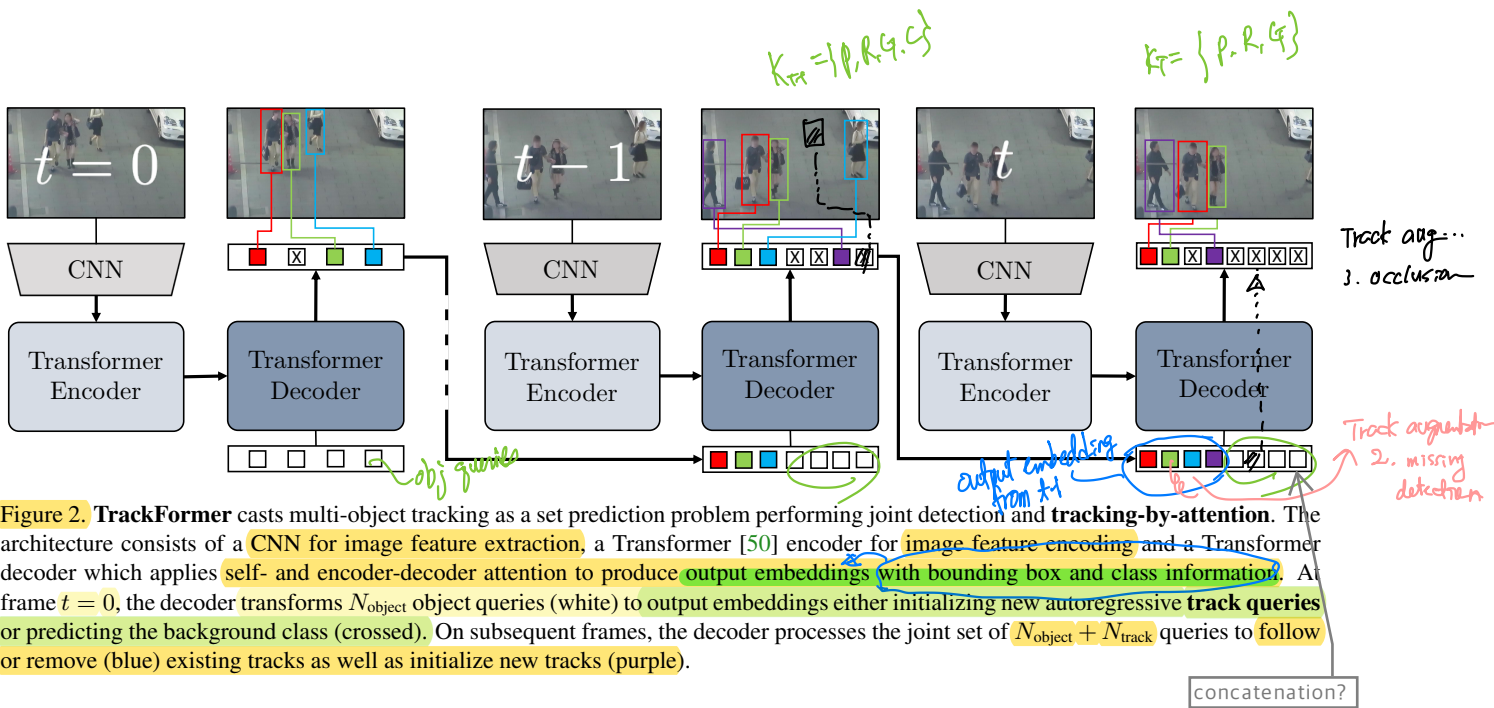 K_{T-1} = {P, R, G, C}
K_T = {P, R, G}
t = 0
t − 1
t
CNN
CNN
Track aug...
3. occlusion
Transformer Encoder
Transformer Decoder
Transformer Encoder
Transformer Decoder
Transformer Encoder
Transformer Decoder
X
X X
X X X X X
obj queries
output embedding
from t-1
Track augmentation
2. missing
detection
Figure 2. TrackFormer casts multi-object tracking as a set prediction problem performing joint detection and tracking-by-attention. The
architecture consists of a CNN for image feature extraction, a Transformer [50] encoder for image feature encoding and a Transformer
decoder which applies self- and encoder-decoder attention to produce output embeddings with bounding box and class information. At
frame t = 0, the decoder transforms N_object object queries (white) to output embeddings either initializing new autoregressive track queries
or predicting the background class (crossed). On subsequent frames, the decoder processes the joint set of N_object + N_track queries to follow
or remove (blue) existing tracks as well as initialize new tracks (purple).
concatenation?